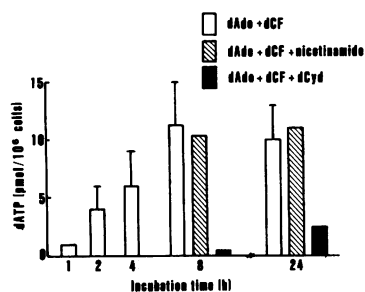 dAdo + dCF
dAdo + dCF + nicotinamide
dAdo + dCF + dCyd
dATP (pmol/10⁶ cells)
15
10
5
0
1 2 4 8 24
Incubation time (h)